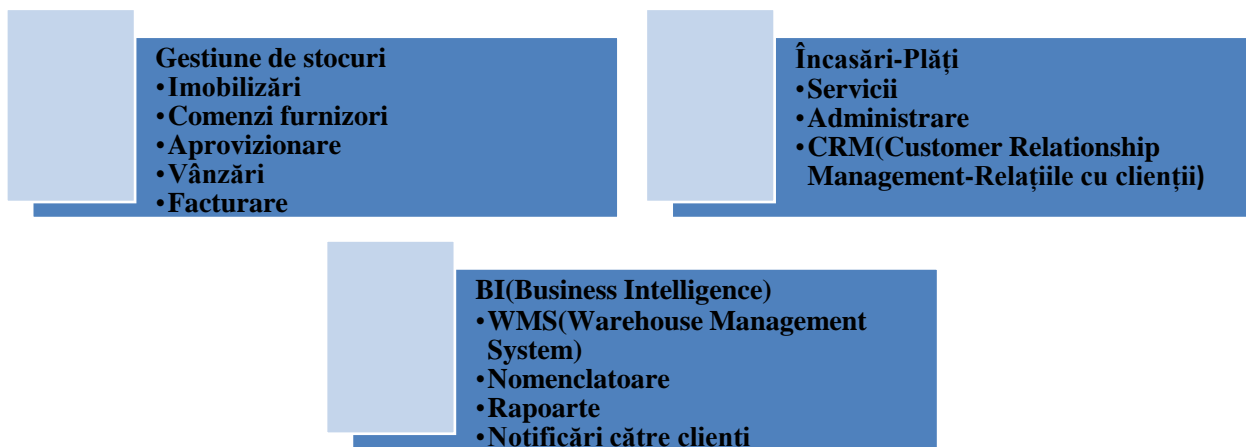 Gestiune de stocuri
•Imobilizări
•Comenzi furnizori
•Aprovizionare
•Vânzări
•Facturare
Încasări-Plăți
•Servicii
•Administrare
•CRM(Customer Relationship
Management-Relațiile cu clienții)
BI(Business Intelligence)
•WMS(Warehouse Management
System)
•Nomenclatoare
•Rapoarte
•Notificări către clienți